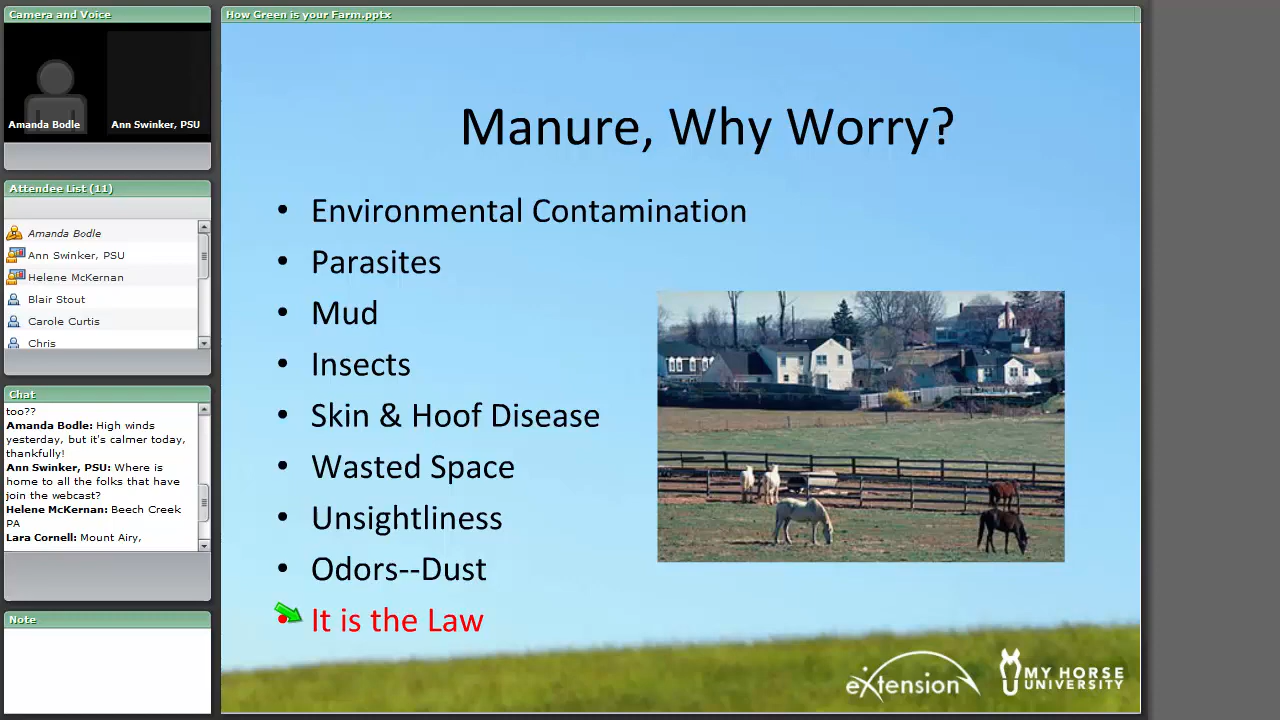 Camera and Voice
Amanda Bodle
Ann Swinker, PSU
Attendee List (11)
Amanda Bodle
Ann Swinker, PSU
Helene McKernan
Blair Stout
Carole Curtis
Chris
Chat
too??
Amanda Bodle: High winds
yesterday, but it's calmer today,
thankfully!
Ann Swinker, PSU: Where is
home to all the folks that have
join the webcast?
Helene McKernan: Beech Creek
PA
Lara Cornell: Mount Airy,
Note
How Green is your Farm.pptx
Manure, Why Worry?
• Environmental Contamination
• Parasites
• Mud
• Insects
• Skin & Hoof Disease
• Wasted Space
• Unsightliness
• Odors--Dust
• It is the Law
eXtension
MY HORSE
UNIVERSITY